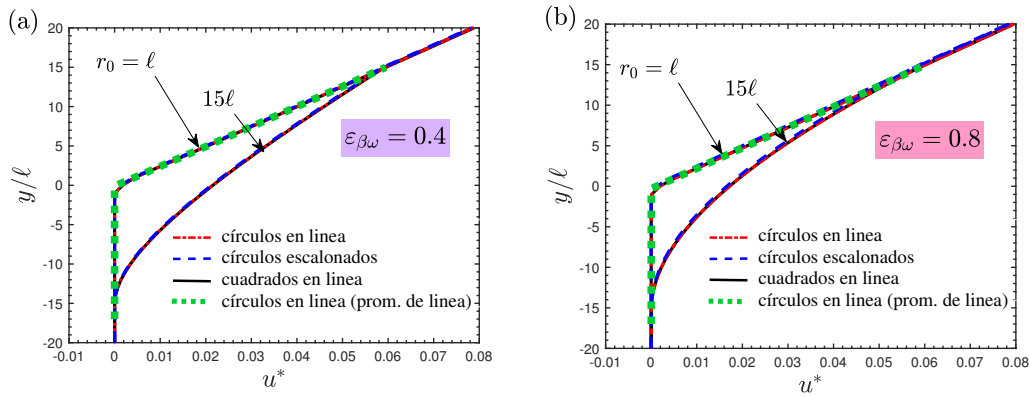 (a)
20
15
10
5
0
-5
-10
-15
-20
y/ℓ
r₀ = ℓ
15ℓ
ε_βω = 0.4
círculos en linea
círculos escalonados
cuadrados en linea
círculos en linea (prom. de linea)
-0.01 0 0.01 0.02 0.03 0.04 0.05 0.06 0.07 0.08
u*
(b)
20
15
10
5
0
-5
-10
-15
-20
y/ℓ
r₀ = ℓ
15ℓ
ε_βω = 0.8
círculos en linea
círculos escalonados
cuadrados en linea
círculos en linea (prom. de linea)
-0.01 0 0.01 0.02 0.03 0.04 0.05 0.06 0.07 0.08
u*